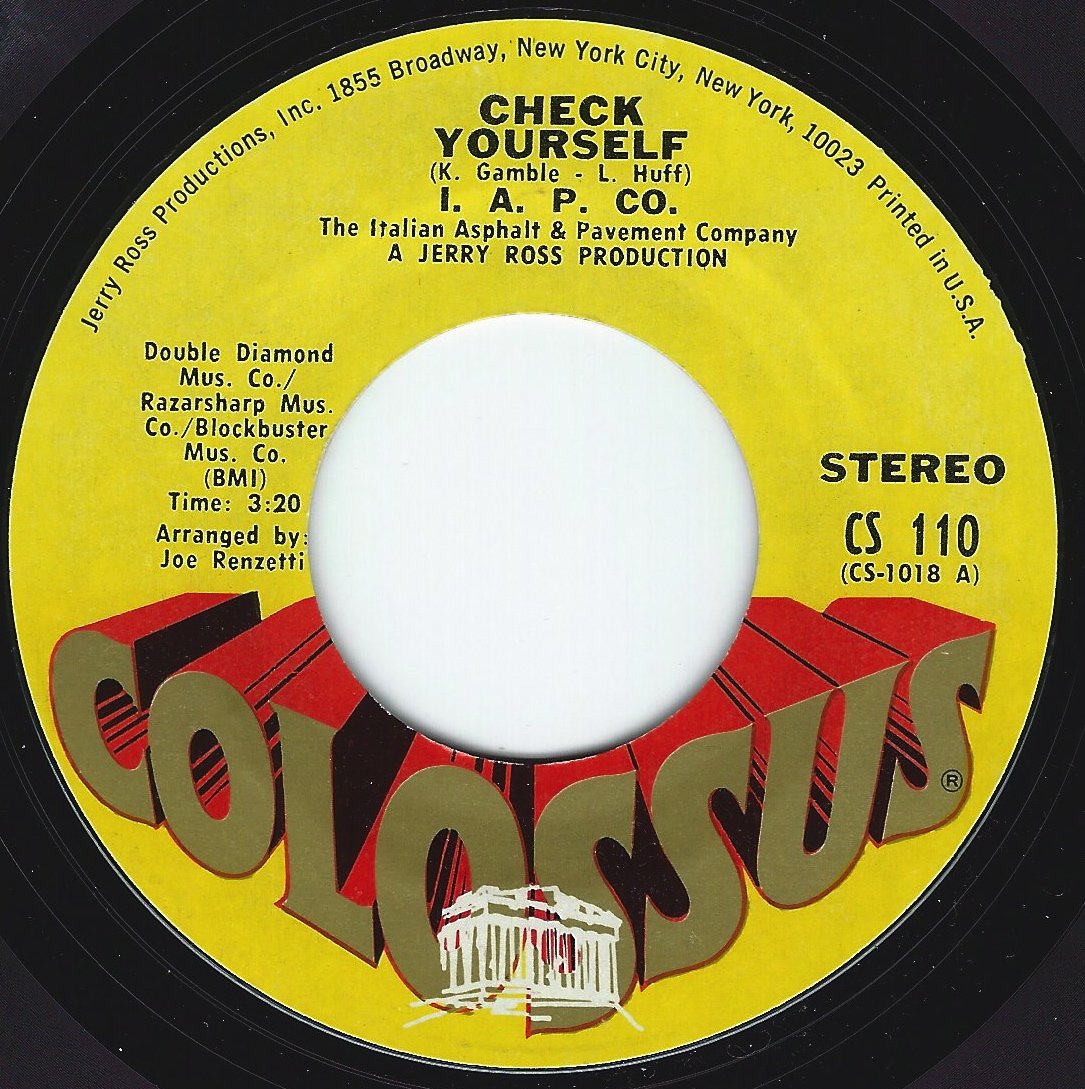 Jerry Ross Productions, Inc. 1855 Broadway, New York City, New York, 10023 Printed in U.S.A.
CHECK
YOURSELF
(K. Gamble - L. Huff)
I. A. P. CO.
The Italian Asphalt & Pavement Company
A JERRY ROSS PRODUCTION
Double Diamond
Mus. Co./
Razarsharp Mus.
Co./Blockbuster
Mus. Co.
(BMI)
Time: 3:20
Arranged by:
Joe Renzetti
STEREO
CS 110
(CS-1018 A)
COLOSSUS®